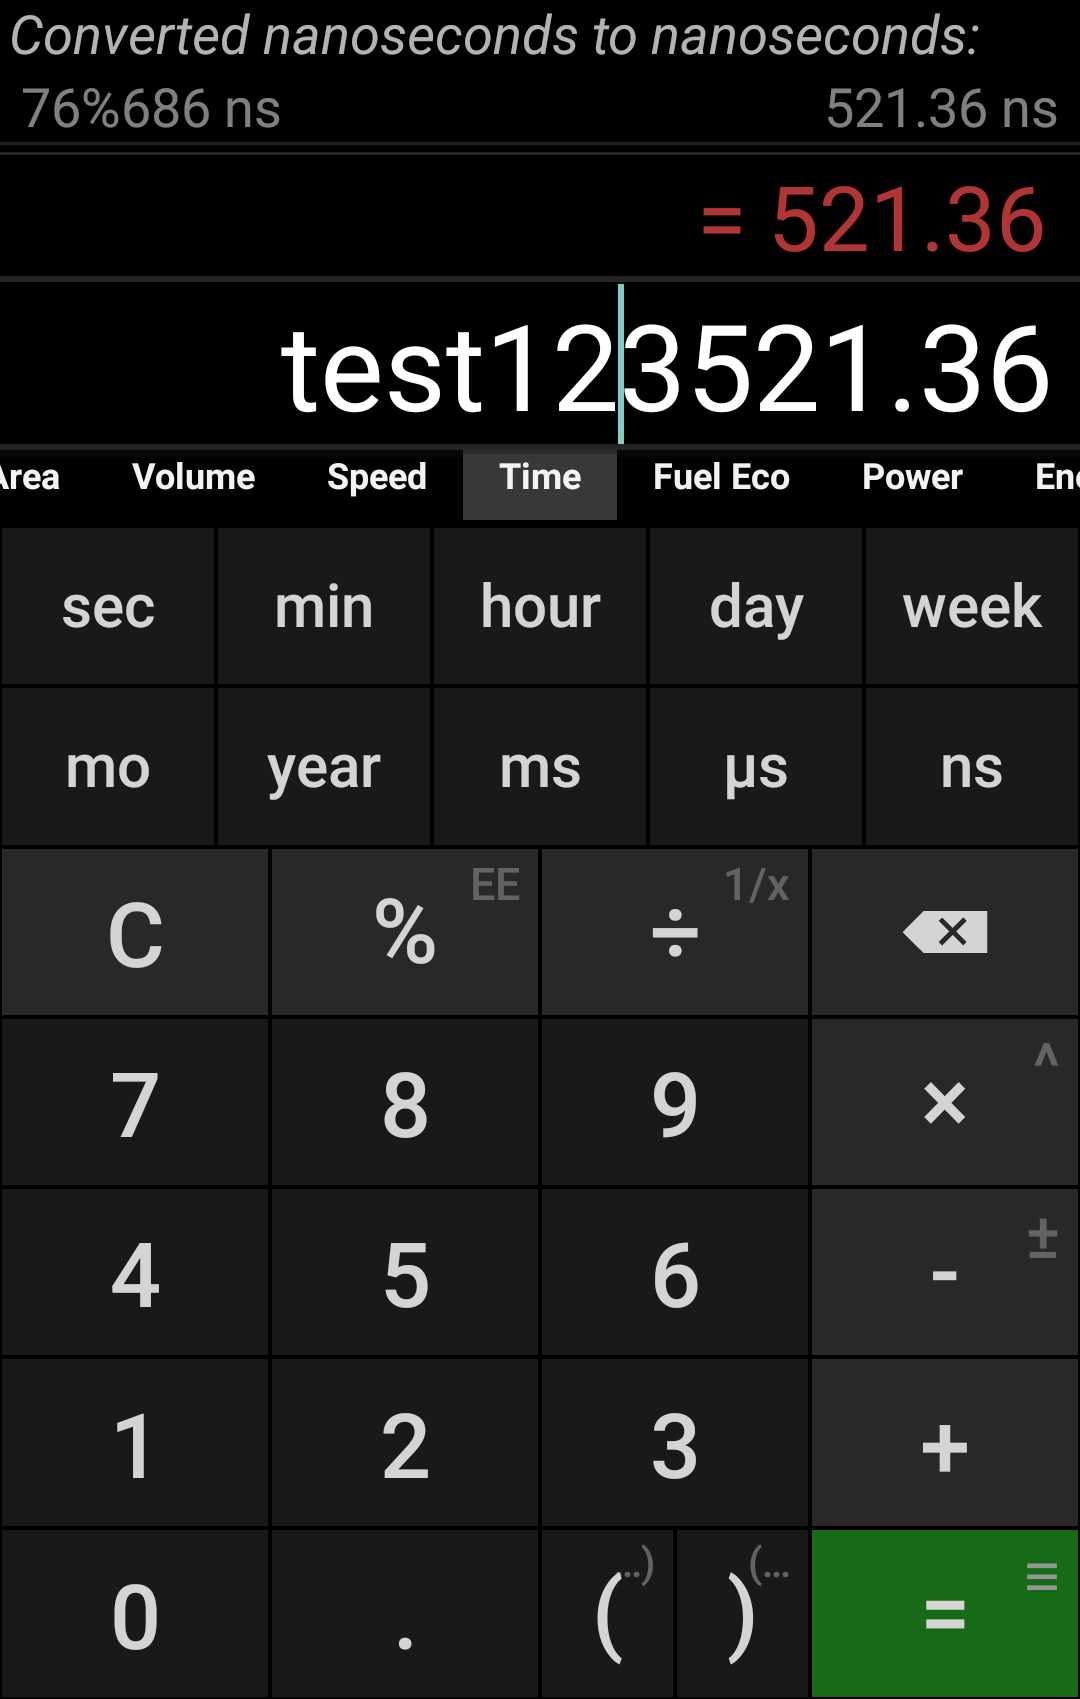 Converted nanoseconds to nanoseconds:
76%686 ns 521.36 ns
= 521.36
test123521.36
Area Volume Speed Time Fuel Eco Power Ene
sec min hour day week
mo year ms µs ns
C % EE ÷ 1/x
7 8 9 × ^
4 5 6 - ±
1 2 3 +
0 . ( ..) ) (... = ≡